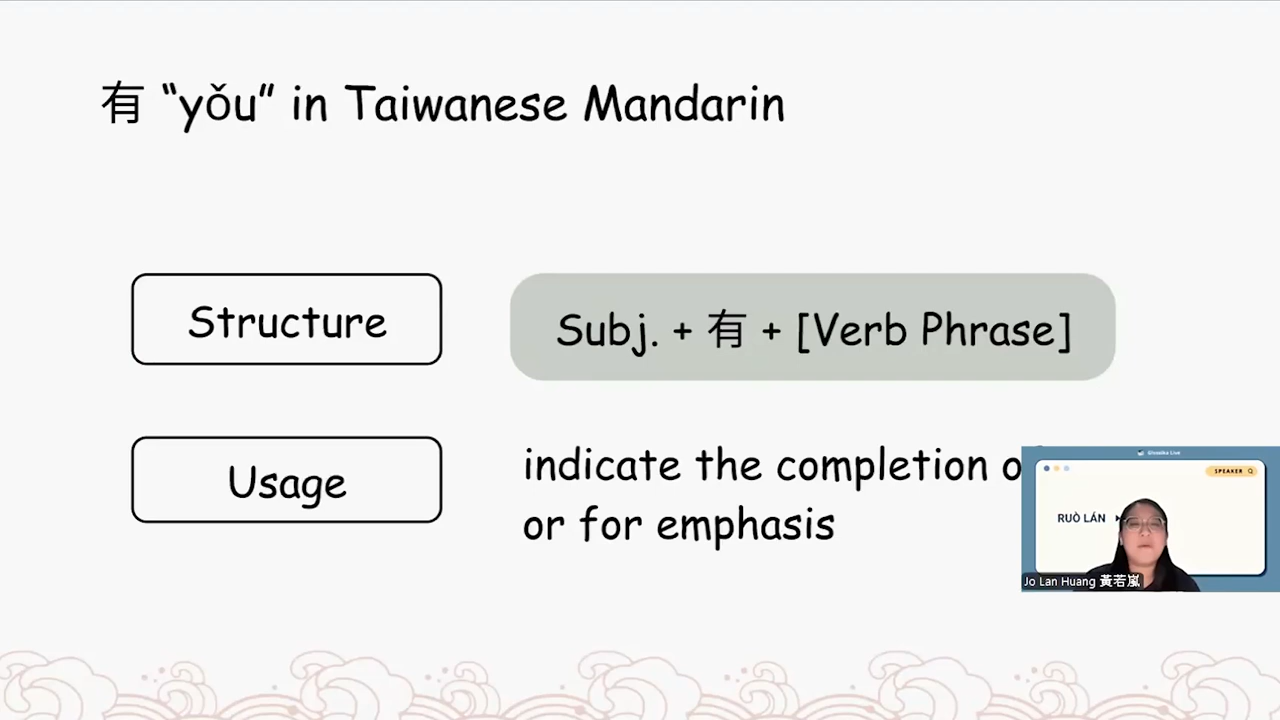 有 “yǒu” in Taiwanese Mandarin
Structure
Subj. + 有 + [Verb Phrase]
Usage
indicate the completion
or for emphasis
SPEAKER
RUÒ LÁN
Jo Lan Huang 黃若嵐